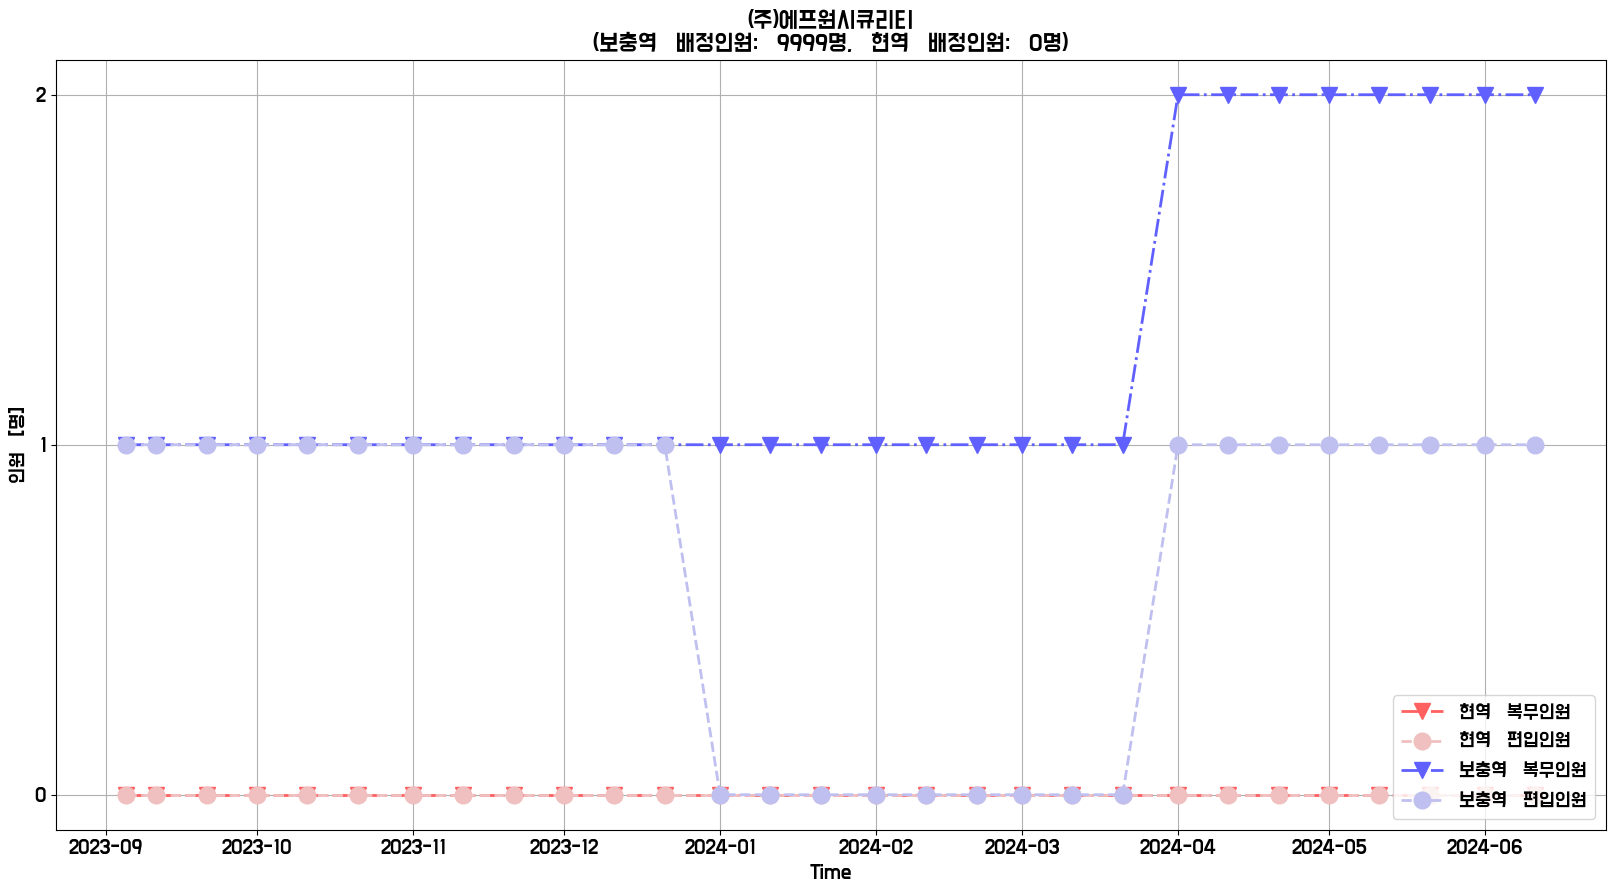 (주)에프원시큐리티
(보충역 배정인원: 9999명, 현역 배정인원: 0명)
인원 [명]
2
1
0
2023-09 2023-10 2023-11 2023-12 2024-01 2024-02 2024-03 2024-04 2024-05 2024-06
Time
현역 복무인원
현역 편입인원
보충역 복무인원
보충역 편입인원